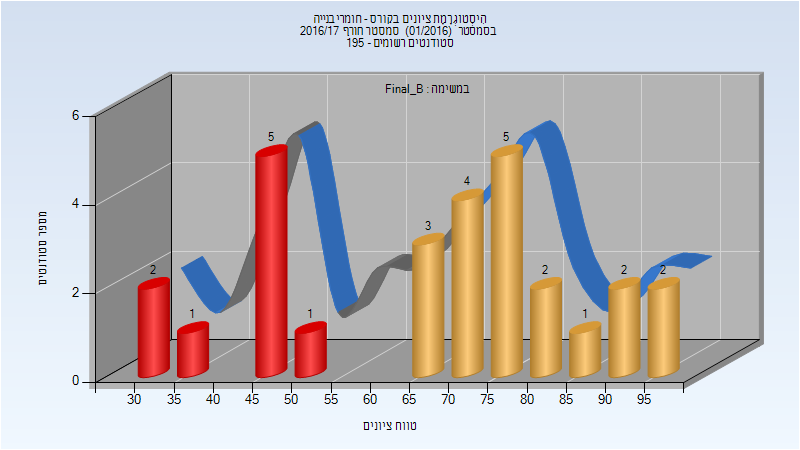 היסטוגרמת ציונים בקורס - חומרי בנייה
בסמסטר (01/2016) סמסטר חורף 2016/17
סטודנטים רשומים - 195
במשימה : Final_B
מספר סטודנטים
6
4
2
0
2
1
5
1
3
4
5
2
1
2
2
30 35 40 45 50 55 60 65 70 75 80 85 90 95
טווח ציונים